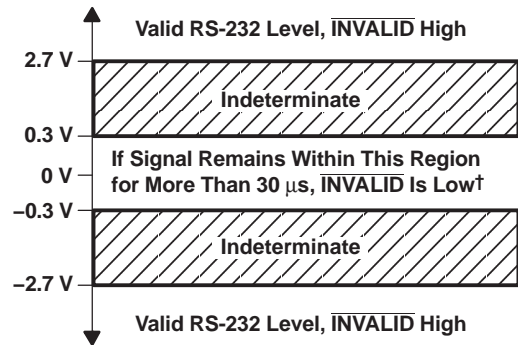 Valid RS-232 Level, INVALID High
2.7 V
Indeterminate
0.3 V
If Signal Remains Within This Region
0 V
for More Than 30 μs, INVALID Is Low†
−0.3 V
Indeterminate
−2.7 V
Valid RS-232 Level, INVALID High